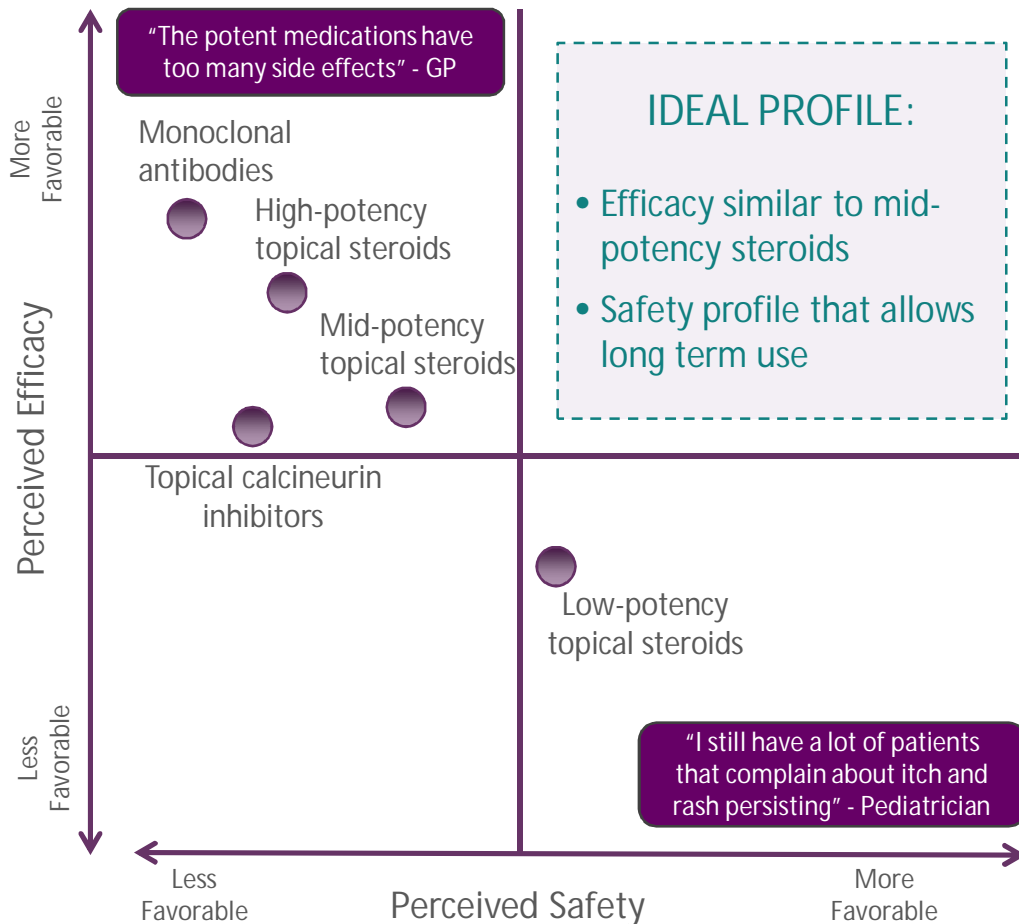 “The potent medications have
too many side effects” - GP
IDEAL PROFILE:
• Efficacy similar to mid-
potency steroids
• Safety profile that allows
long term use
More
Favorable
Monoclonal
antibodies
High-potency
topical steroids
Mid-potency
topical steroids
Perceived Efficacy
Topical calcineurin
inhibitors
Low-potency
topical steroids
Less
Favorable
“I still have a lot of patients
that complain about itch and
rash persisting” - Pediatrician
Less
Favorable
Perceived Safety
More
Favorable